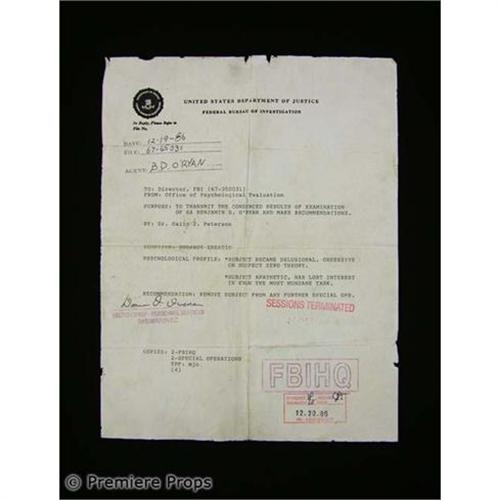 UNITED STATES DEPARTMENT OF JUSTICE
FEDERAL BUREAU OF INVESTIGATION
In Reply, Please Refer to
File No.
DATE: 12-19-86
FILE: 67-65031
AGENT: B.D. O'RYAN
TO: Director, FBI (67-350031)
FROM: Office of Psychological Evaluation
PURPOSE: TO TRANSMIT THE CONDENSED RESULTS OF EXAMINATION
OF SA BENJAMIN D. O'RYAN AND MAKE RECOMMENDATIONS.
BY: Dr. Peterson
PSYCHOLOGICAL PROFILE: *SUBJECT BECAME DELUSIONAL, OBSESSIVE
ON SUSPECT ZERO THEORY.
*SUBJECT APATHETIC, HAS LOST INTEREST
IN EVEN THE MOST MUNDANE TASK.
RECOMMENDATION: REMOVE SUBJECT FROM ANY FURTHER SPECIAL OPS.
SESSIONS TERMINATED
COPIES: 2-FBIHQ
2-SPECIAL OPERATIONS
TPF: mjo
(4)
FBIHQ
12.22.86
© Premiere Props